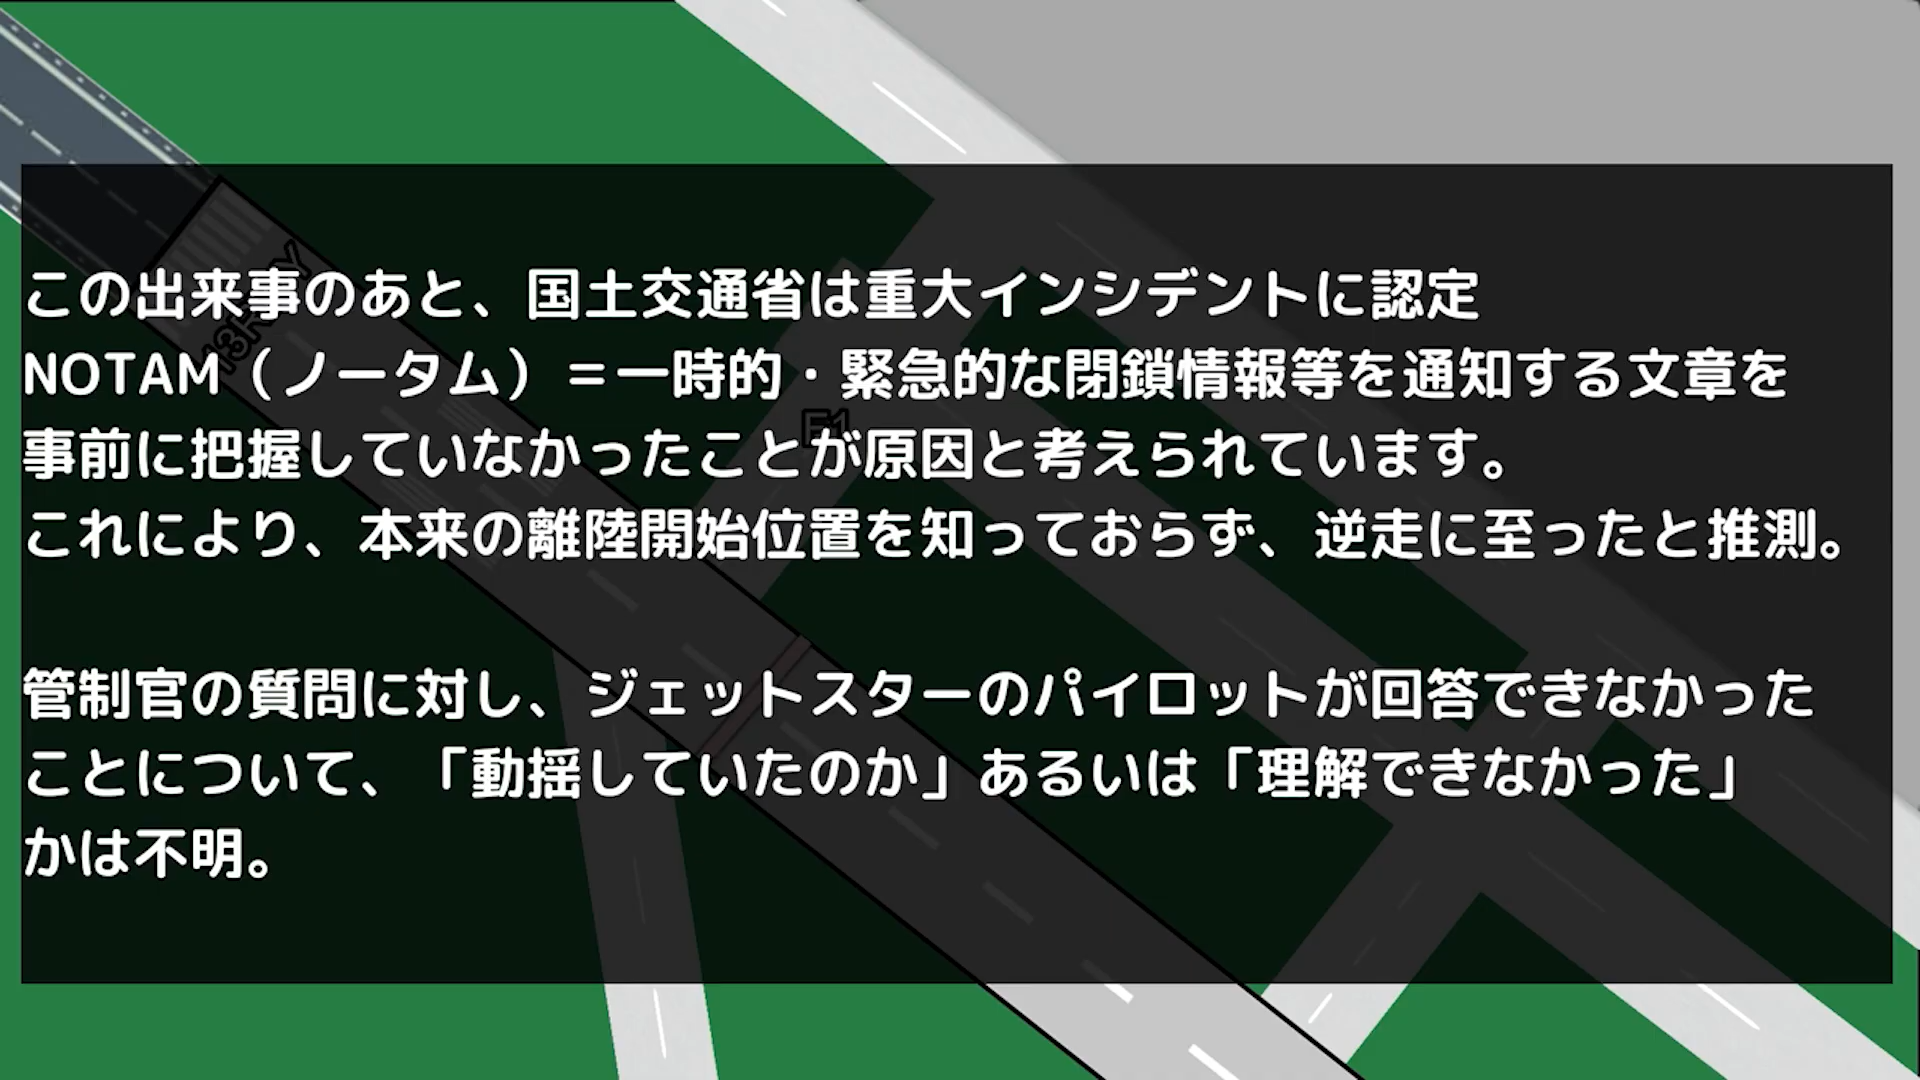 この出来事のあと、国土交通省は重大インシデントに認定
NOTAM（ノータム）＝一時的・緊急的な閉鎖情報等を通知する文章を
事前に把握していなかったことが原因と考えられています。
これにより、本来の離陸開始位置を知っておらず、逆走に至ったと推測。
管制官の質問に対し、ジェットスターのパイロットが回答できなかった
ことについて、「動揺していたのか」あるいは「理解できなかった」
かは不明。